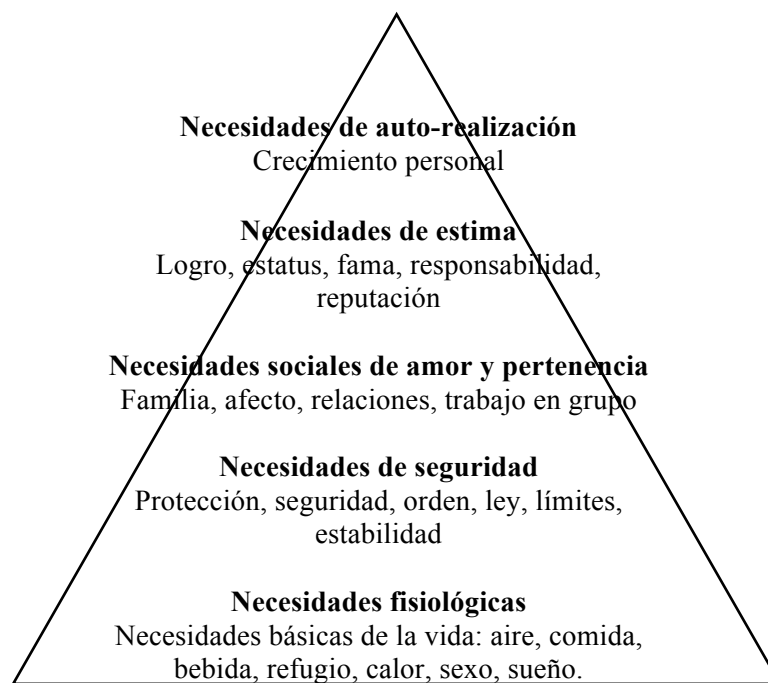 Necesidades de auto-realización
Crecimiento personal
Necesidades de estima
Logro, estatus, fama, responsabilidad,
reputación
Necesidades sociales de amor y pertenencia
Familia, afecto, relaciones, trabajo en grupo
Necesidades de seguridad
Protección, seguridad, orden, ley, límites,
estabilidad
Necesidades fisiológicas
Necesidades básicas de la vida: aire, comida,
bebida, refugio, calor, sexo, sueño.